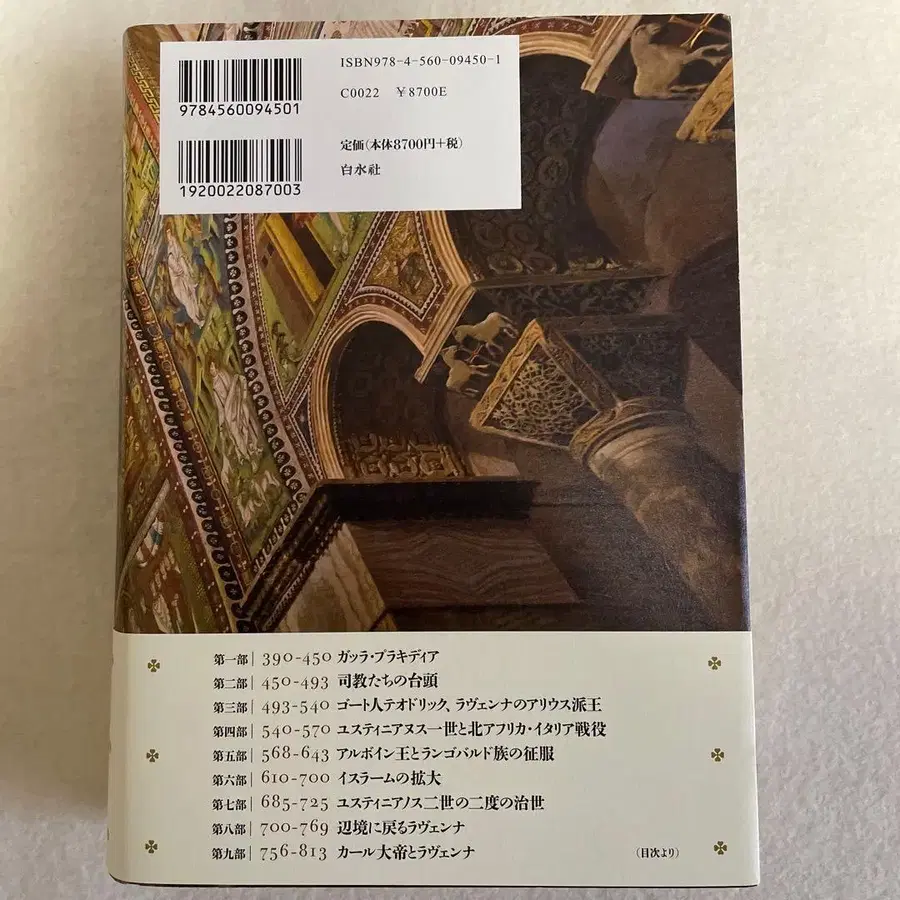 ISBN978-4-560-09450-1
C0022 ¥8700E
9784560094501
定価(本体8700円+税)
白水社
1920022087003
第一部 390-450 ガッラ・プラキディア
第二部 450-493 司教たちの台頭
第三部 493-540 ゴート人テオドリック、ラヴェンナのアリウス派王
第四部 540-570 ユスティニアヌス一世と北アフリカ・イタリア戦役
第五部 568-643 アルボイン王とランゴバルド族の征服
第六部 610-700 イスラームの拡大
第七部 685-725 ユスティニアノス二世の二度の治世
第八部 700-769 辺境に戻るラヴェンナ
第九部 756-813 カール大帝とラヴェンナ
(目次より)